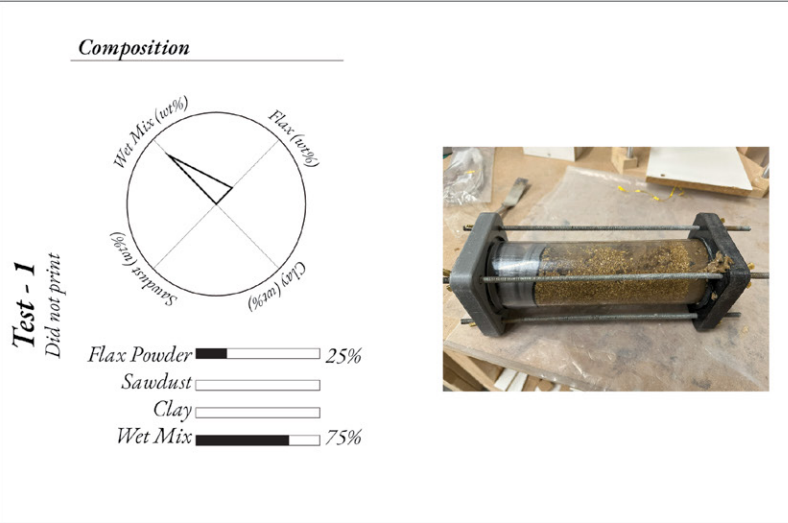 Composition
Wet Mix (wt%)
Flax (wt%)
Sawdust (wt%)
Clay (wt%)
Test - 1
Did not print
Flax Powder 25%
Sawdust
Clay
Wet Mix 75%